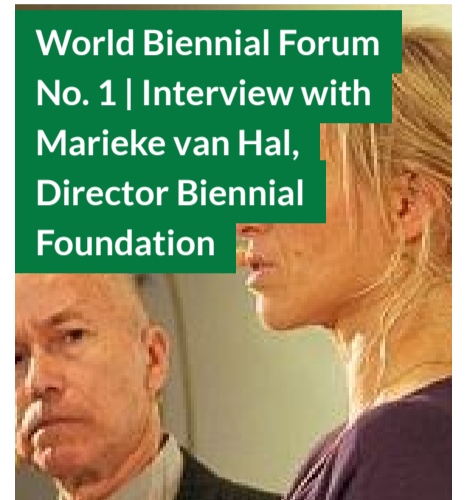 World Biennial Forum
No. 1 | Interview with
Marieke van Hal,
Director Biennial
Foundation